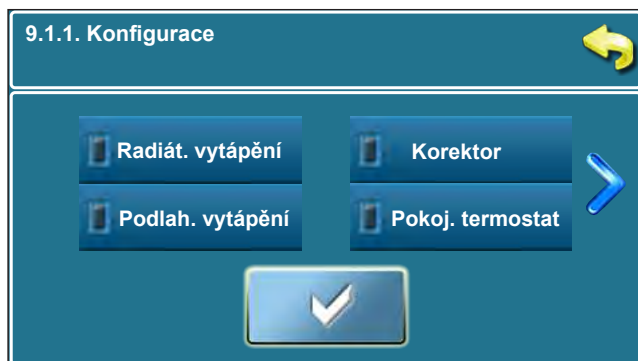 9.1.1. Konfigurace
Radiát. vytápění
Korektor
Podlah. vytápění
Pokoj. termostat